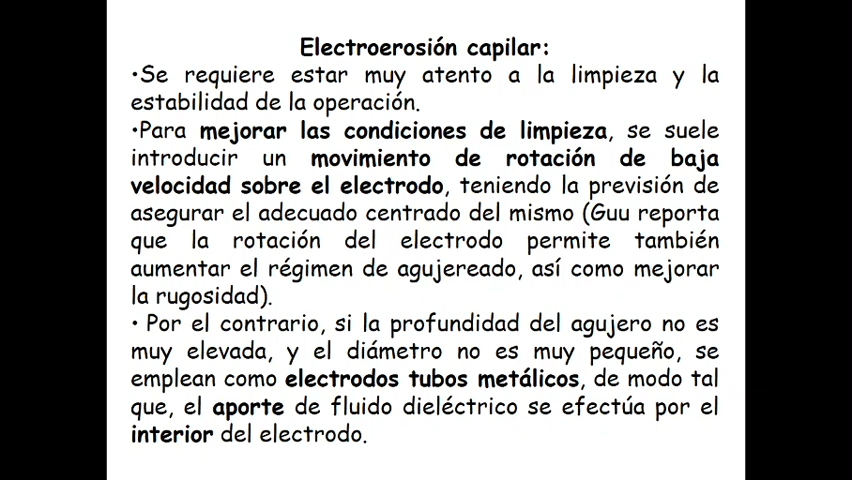 Electroerosión capilar:
•Se requiere estar muy atento a la limpieza y la
estabilidad de la operación.
•Para mejorar las condiciones de limpieza, se suele
introducir un movimiento de rotación de baja
velocidad sobre el electrodo, teniendo la previsión de
asegurar el adecuado centrado del mismo (Guu reporta
que la rotación del electrodo permite también
aumentar el régimen de agujereado, así como mejorar
la rugosidad).
• Por el contrario, si la profundidad del agujero no es
muy elevada, y el diámetro no es muy pequeño, se
emplean como electrodos tubos metálicos, de modo tal
que, el aporte de fluido dieléctrico se efectúa por el
interior del electrodo.